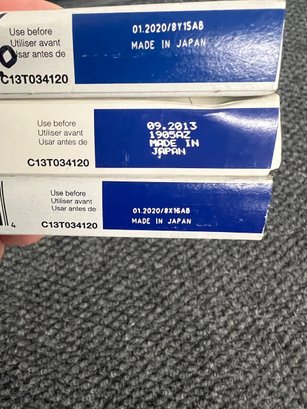 Use before
Utiliser avant
Usar antes de
C13T034120
01.2020/8Y15AB
MADE IN JAPAN
Use before
Utiliser avant
Usar antes de
C13T034120
09.2013
1905AZ
MADE IN
JAPAN
Use before
Utiliser avant
Usar antes de
4
C13T034120
01.2020/8X16AB
MADE IN JAPAN